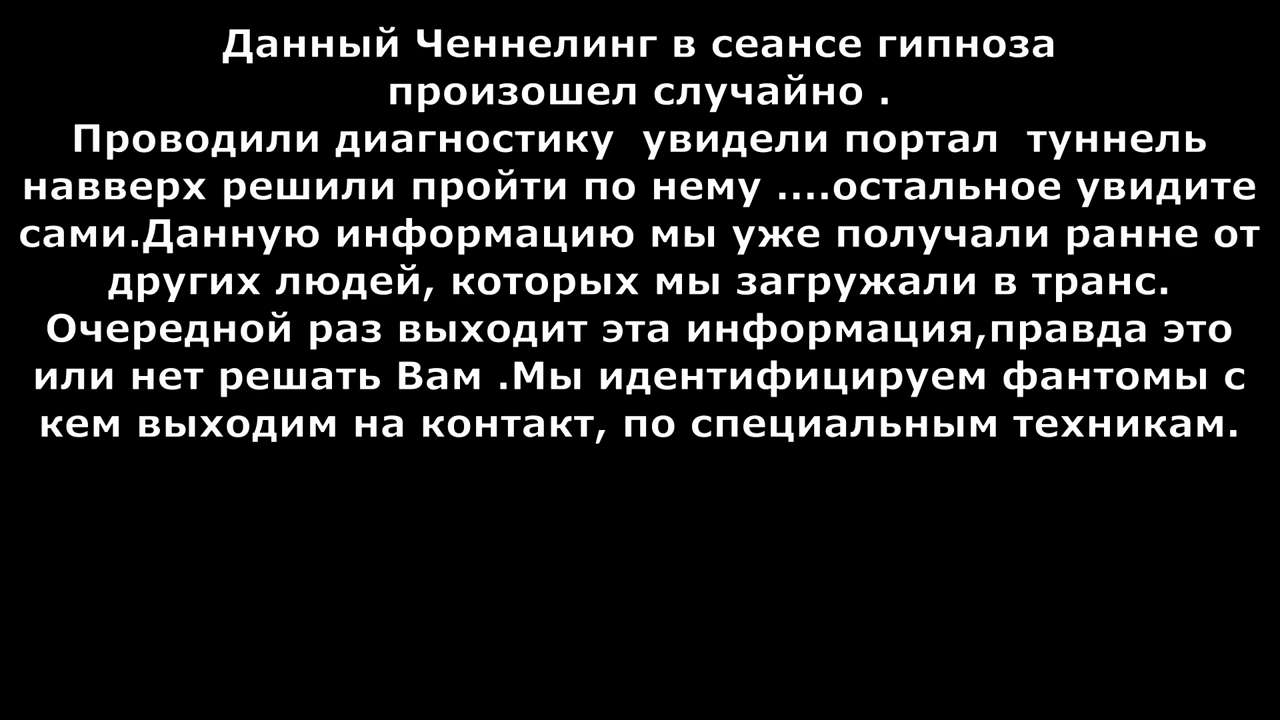 Данный Ченнелинг в сеансе гипноза
произошел случайно .
Проводили диагностику  увидели портал  туннель
навверх решили пройти по нему ....остальное увидите
сами.Данную информацию мы уже получали ранне от
других людей, которых мы загружали в транс.
Очередной раз выходит эта информация,правда это
или нет решать Вам .Мы идентифицируем фантомы с
кем выходим на контакт, по специальным техникам.